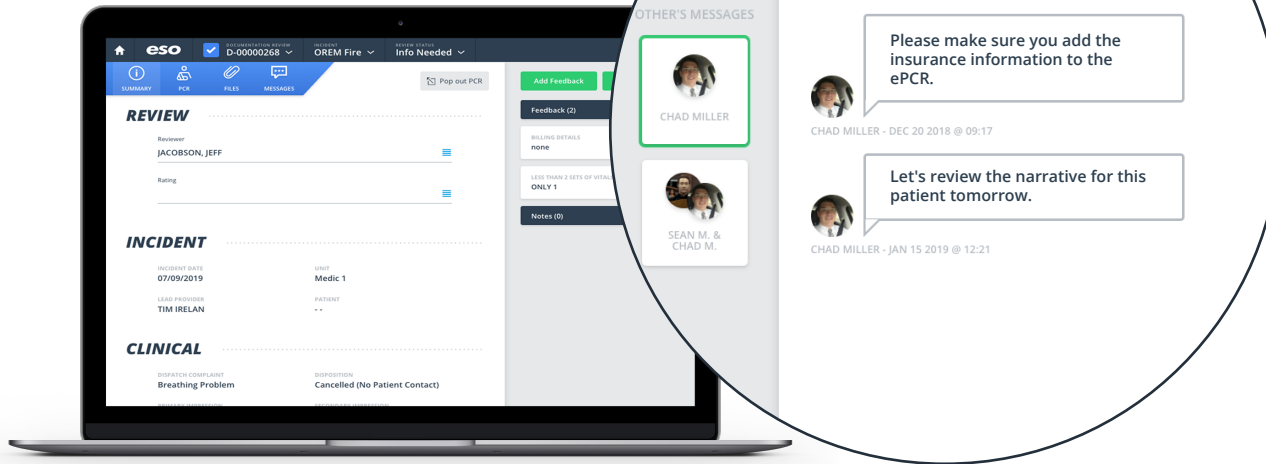 eso
DOCUMENTATION REVIEW
D-00000268
INCIDENT
OREM Fire
REVIEW STATUS
Info Needed
SUMMARY
PCR
FILES
MESSAGES
Pop out PCR
REVIEW
Reviewer
JACOBSON, JEFF
Rating
INCIDENT
INCIDENT DATE
07/09/2019
UNIT
Medic 1
LEAD PROVIDER
TIM IRELAN
PATIENT
- -
CLINICAL
DISPATCH COMPLAINT
Breathing Problem
DISPOSITION
Cancelled (No Patient Contact)
PRIMARY IMPRESSION
SECONDARY IMPRESSION
Add Feedback
Feedback (2)
BILLING DETAILS
none
LESS THAN 2 SETS OF VITALS
ONLY 1
Notes (0)
OTHER'S MESSAGES
CHAD MILLER
SEAN M. &
CHAD M.
Please make sure you add the
insurance information to the
ePCR.
CHAD MILLER - DEC 20 2018 @ 09:17
Let's review the narrative for this
patient tomorrow.
CHAD MILLER - JAN 15 2019 @ 12:21